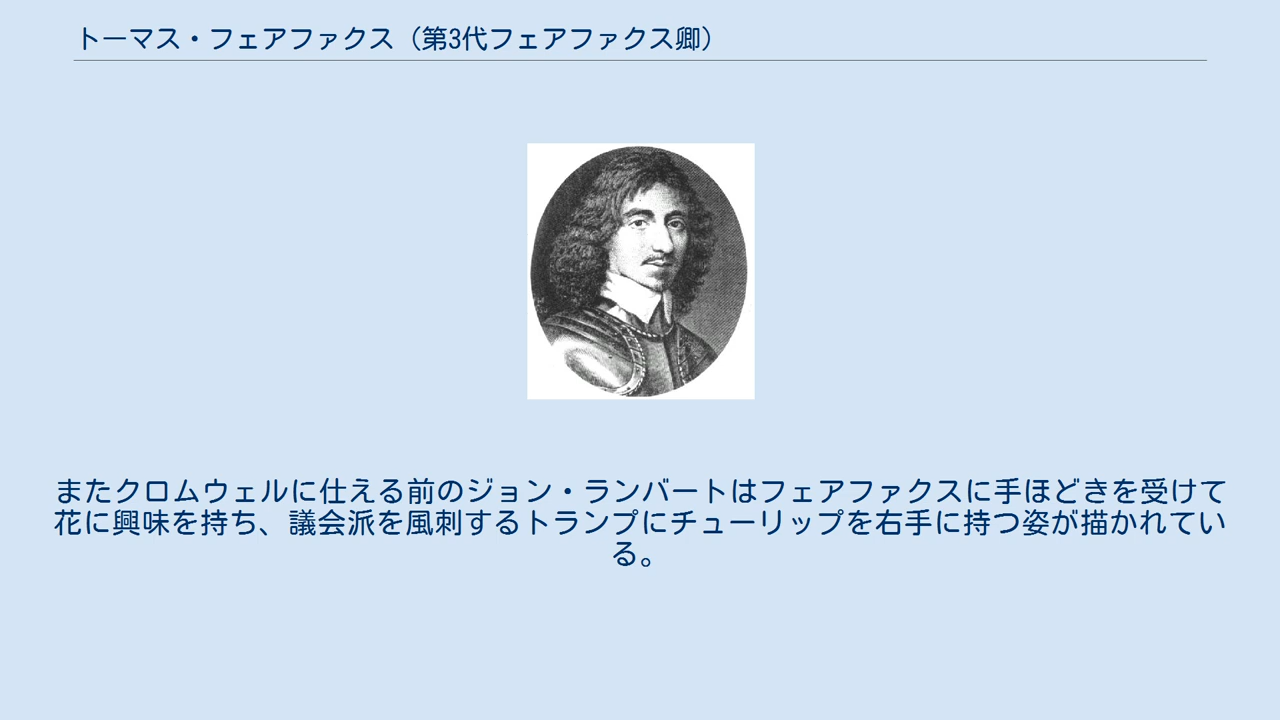 トーマス・フェアファクス（第3代フェアファクス卿）
またクロムウェルに仕える前のジョン・ランバートはフェアファクスに手ほどきを受けて
花に興味を持ち、議会派を風刺するトランプにチューリップを右手に持つ姿が描かれてい
る。